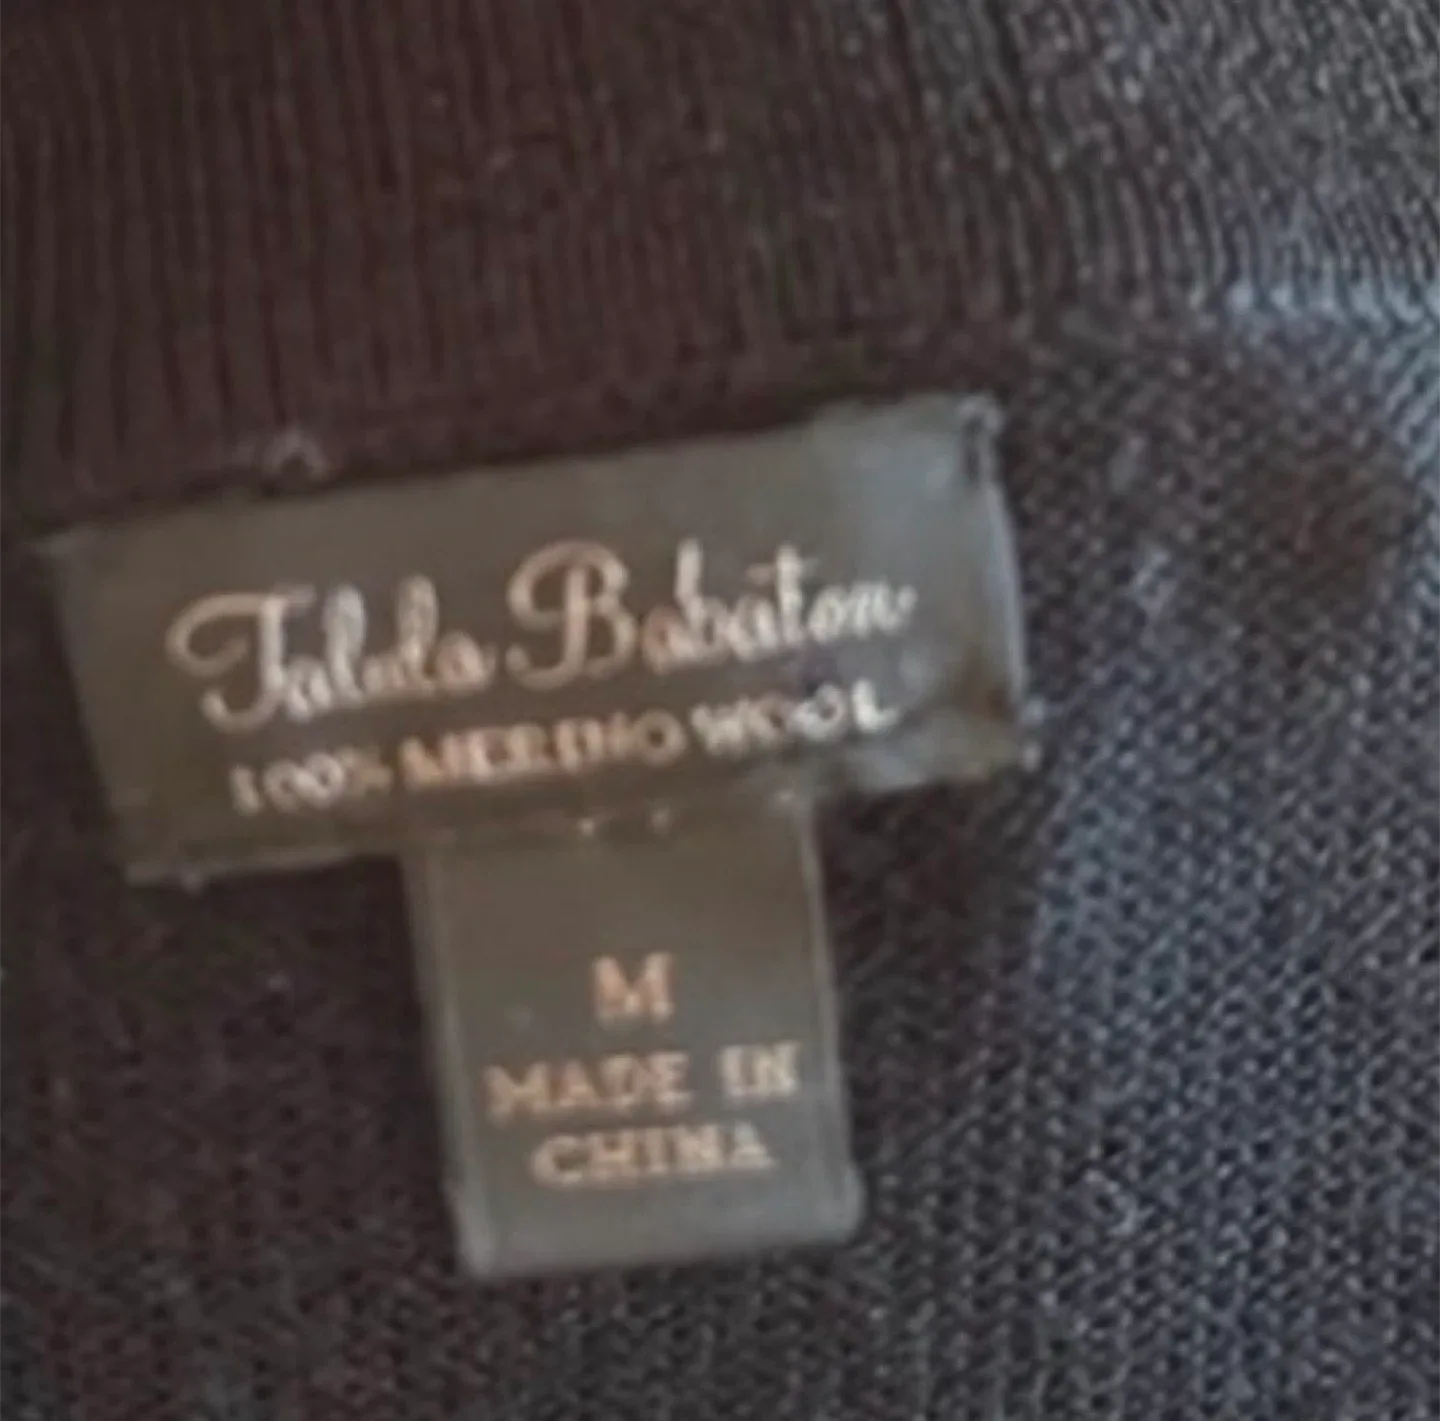 Talula Babaton
100% MERINO WOOL
M
MADE IN
CHINA